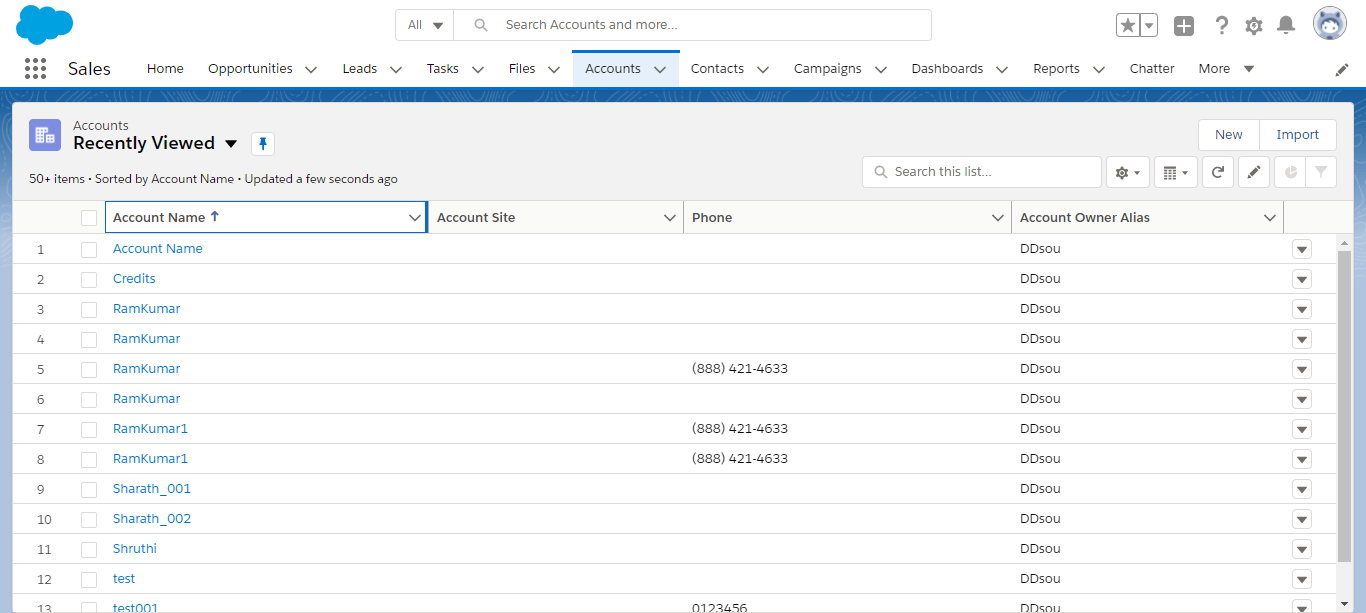 All Search Accounts and more...
Sales Home Opportunities Leads Tasks Files Accounts Contacts Campaigns Dashboards Reports Chatter More
Accounts
Recently Viewed
New Import
50+ items • Sorted by Account Name • Updated a few seconds ago
Search this list...
Account Name Account Site Phone Account Owner Alias
1 Account Name DDsou
2 Credits DDsou
3 RamKumar DDsou
4 RamKumar DDsou
5 RamKumar (888) 421-4633 DDsou
6 RamKumar DDsou
7 RamKumar1 (888) 421-4633 DDsou
8 RamKumar1 (888) 421-4633 DDsou
9 Sharath_001 DDsou
10 Sharath_002 DDsou
11 Shruthi DDsou
12 test DDsou
13 test001 0123456 DDsou